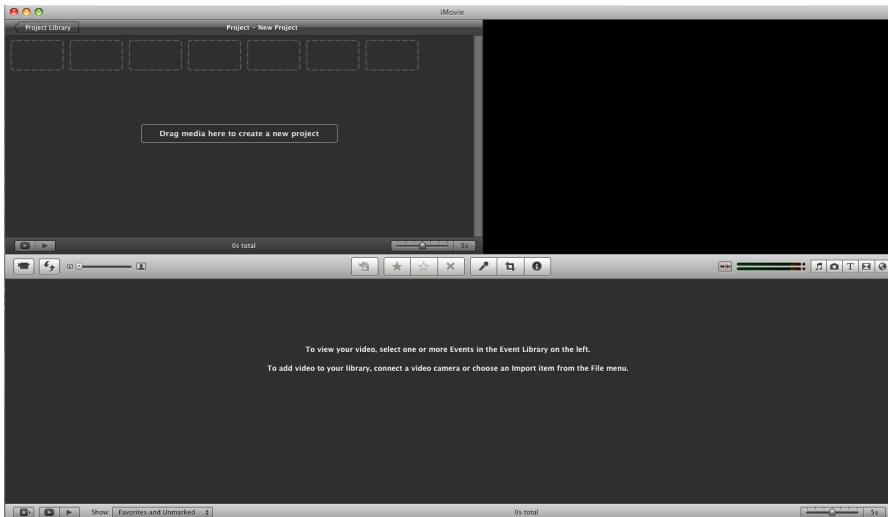 iMovie
Project Library
Project – New Project
Drag media here to create a new project
0s total
5s
To view your video, select one or more Events in the Event Library on the left.
To add video to your library, connect a video camera or choose an Import item from the File menu.
Show: Favorites and Unmarked
0s total
5s